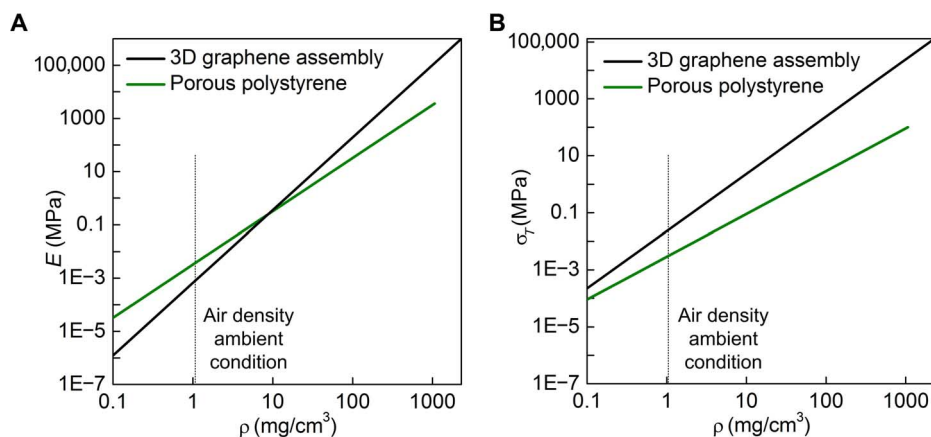 A
3D graphene assembly
Porous polystyrene
100,000
1000
10
0.1
1E−3
1E−5
1E−7
E (MPa)
Air density
ambient
condition
0.1
1
10
100
1000
ρ (mg/cm³)
B
3D graphene assembly
Porous polystyrene
100,000
1000
10
0.1
1E−3
1E−5
1E−7
σT (MPa)
Air density
ambient
condition
0.1
1
10
100
1000
ρ (mg/cm³)